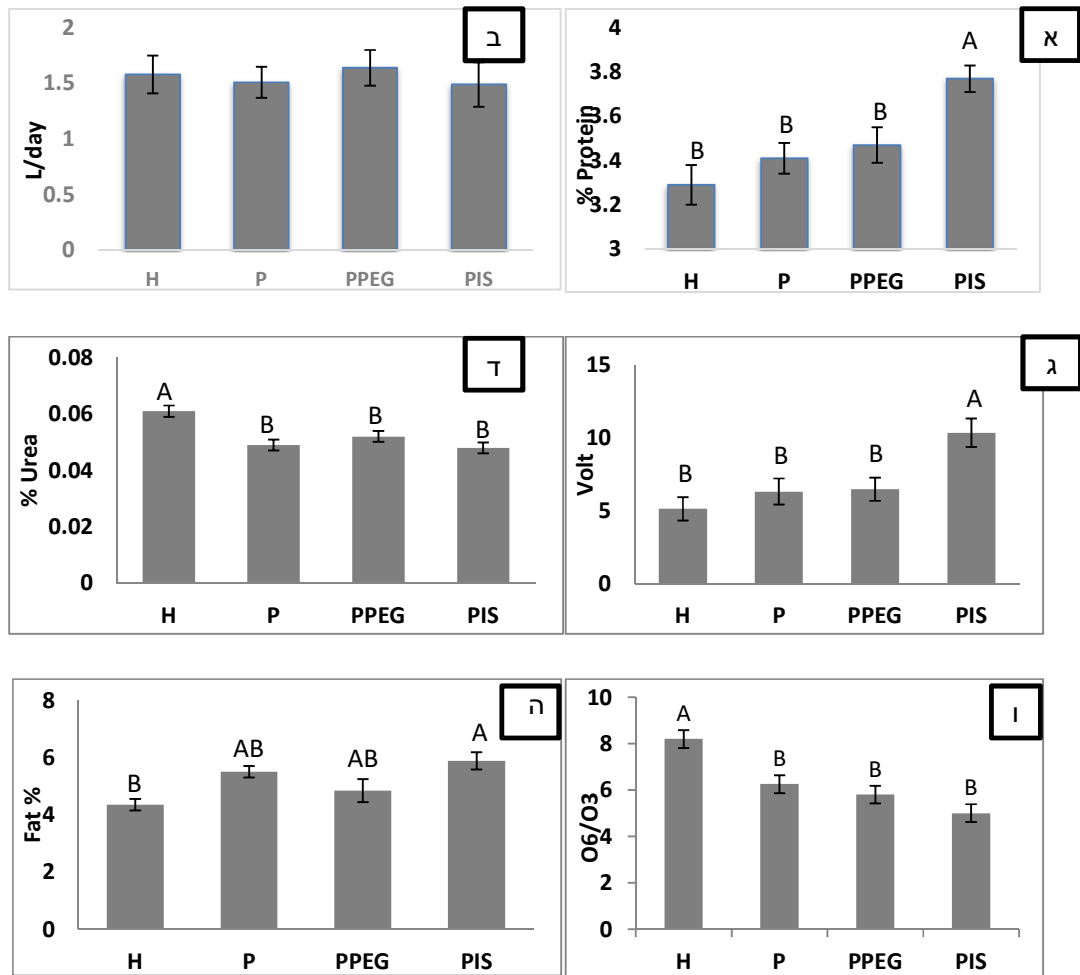 א
% Protein
4
3.8
3.6
3.4
3.2
3
B
B
B
A
H P PPEG PIS
ב
L/day
2
1.5
1
0.5
0
H P PPEG PIS
ג
Volt
15
10
5
0
B
B
B
A
H P PPEG PIS
ד
% Urea
0.08
0.06
0.04
0.02
0
A
B
B
B
H P PPEG PIS
ו
O6/O3
10
8
6
4
2
0
A
B
B
B
H P PPEG PIS
ה
Fat %
8
6
4
2
0
B
AB
AB
A
H P PPEG PIS